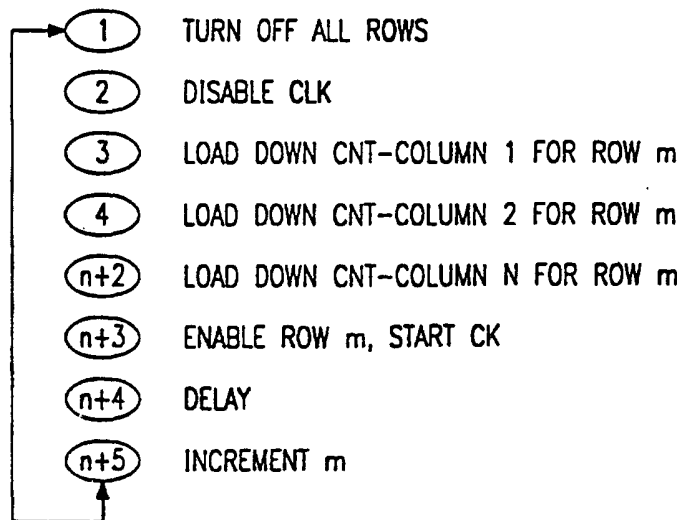 1 TURN OFF ALL ROWS
2 DISABLE CLK
3 LOAD DOWN CNT-COLUMN 1 FOR ROW m
4 LOAD DOWN CNT-COLUMN 2 FOR ROW m
n+2 LOAD DOWN CNT-COLUMN N FOR ROW m
n+3 ENABLE ROW m, START CK
n+4 DELAY
n+5 INCREMENT m